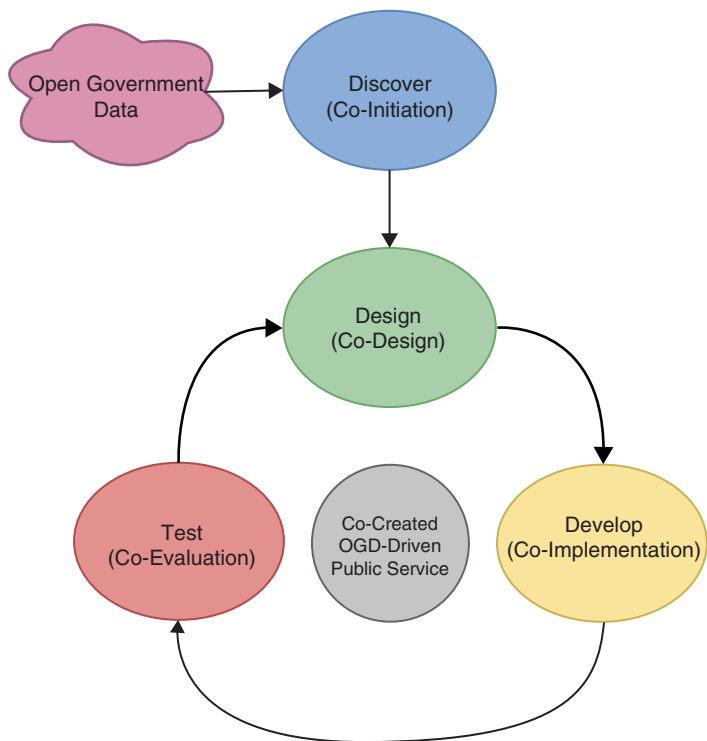 Open Government
Data
Discover
(Co-Initiation)
Design
(Co-Design)
Test
(Co-Evaluation)
Co-Created
OGD-Driven
Public Service
Develop
(Co-Implementation)